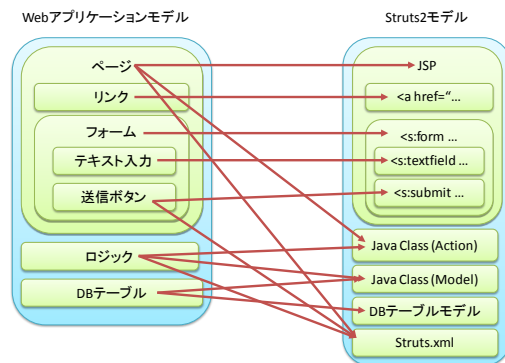 Webアプリケーションモデル
Struts2モデル
ページ
リンク
フォーム
テキスト入力
送信ボタン
ロジック
DBテーブル
JSP
<a href=“...
<s:form ...
<s:textfield ...
<s:submit ...
Java Class (Action)
Java Class (Model)
DBテーブルモデル
Struts.xml